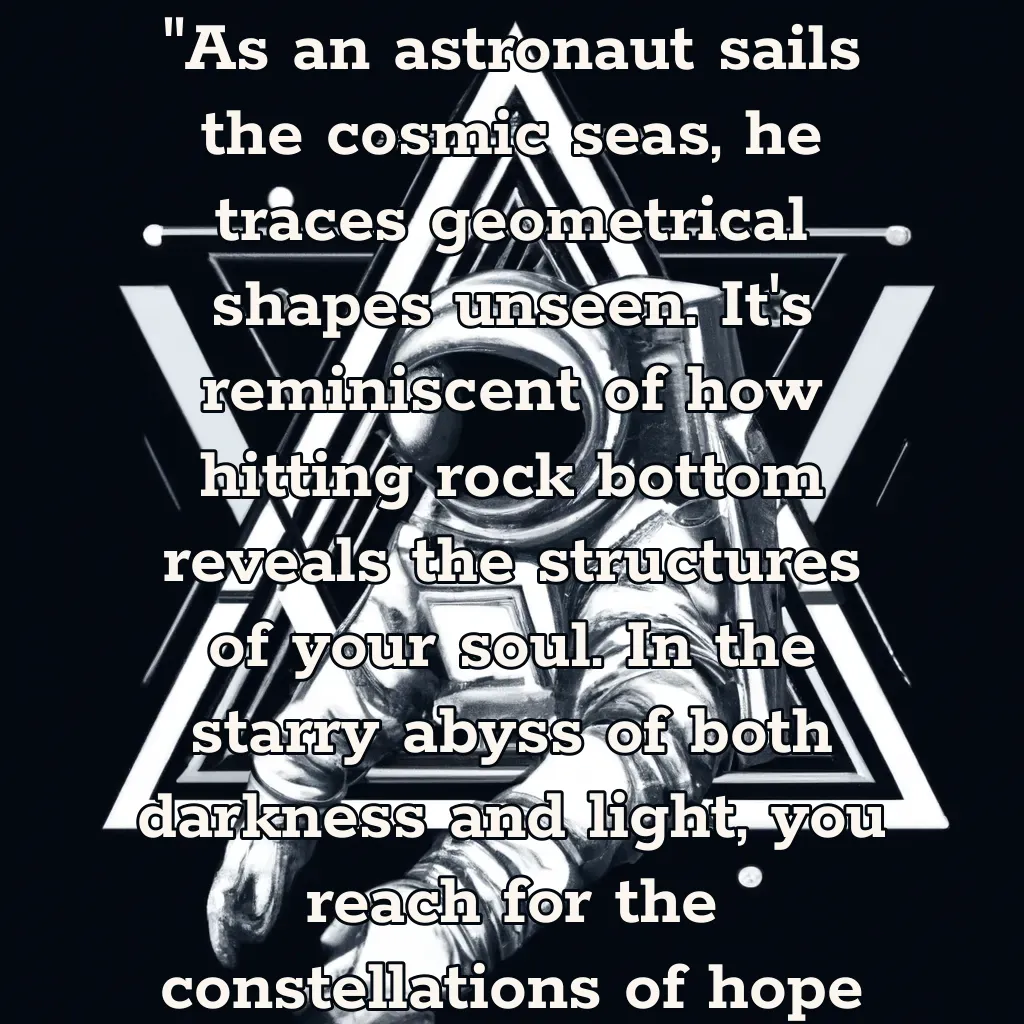 "As an astronaut sails
the cosmic seas, he
traces geometrical
shapes unseen. It's
reminiscent of how
hitting rock bottom
reveals the structures
of your soul. In the
starry abyss of both
darkness and light, you
reach for the
constellations of hope